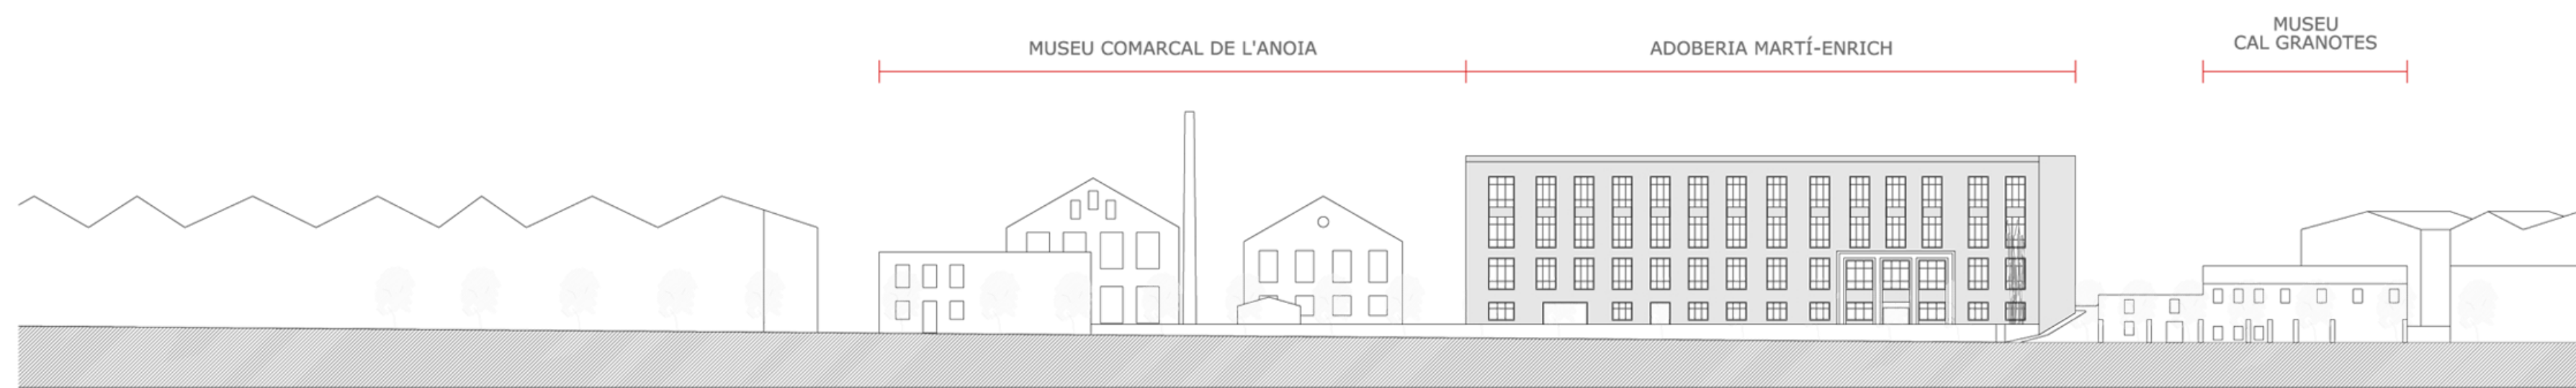 MUSEU COMARCAL DE L'ANOIA
ADOBERIA MARTÍ-ENRICH
MUSEU
CAL GRANOTES